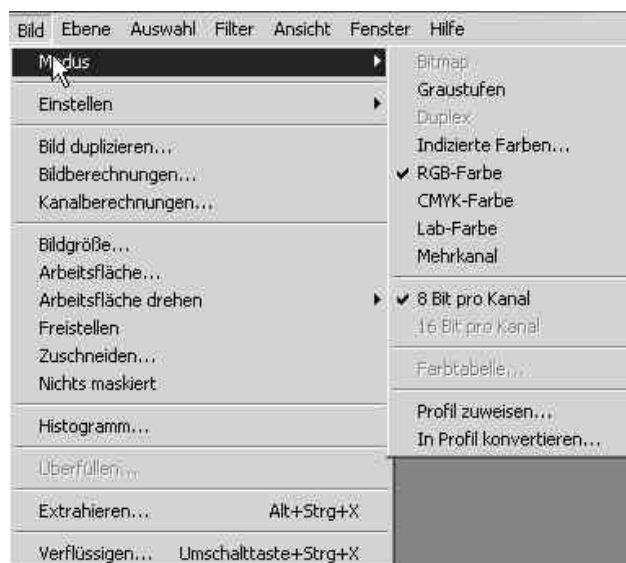 Bild Ebene Auswahl Filter Ansicht Fenster Hilfe
Modus
Einstellen
Bild duplizieren...
Bildberechnungen...
Kanalberechnungen...
Bildgröße...
Arbeitsfläche...
Arbeitsfläche drehen
Freistellen
Zuschneiden...
Nichts maskiert
Histogramm...
Überfüllen...
Extrahieren... Alt+Strg+X
Verflüssigen... Umschalttaste+Strg+X
Bitmap
Graustufen
Duplex
Indizierte Farben...
RGB-Farbe
CMYK-Farbe
Lab-Farbe
Mehrkanal
8 Bit pro Kanal
16 Bit pro Kanal
Farbtabelle...
Profil zuweisen...
In Profil konvertieren...